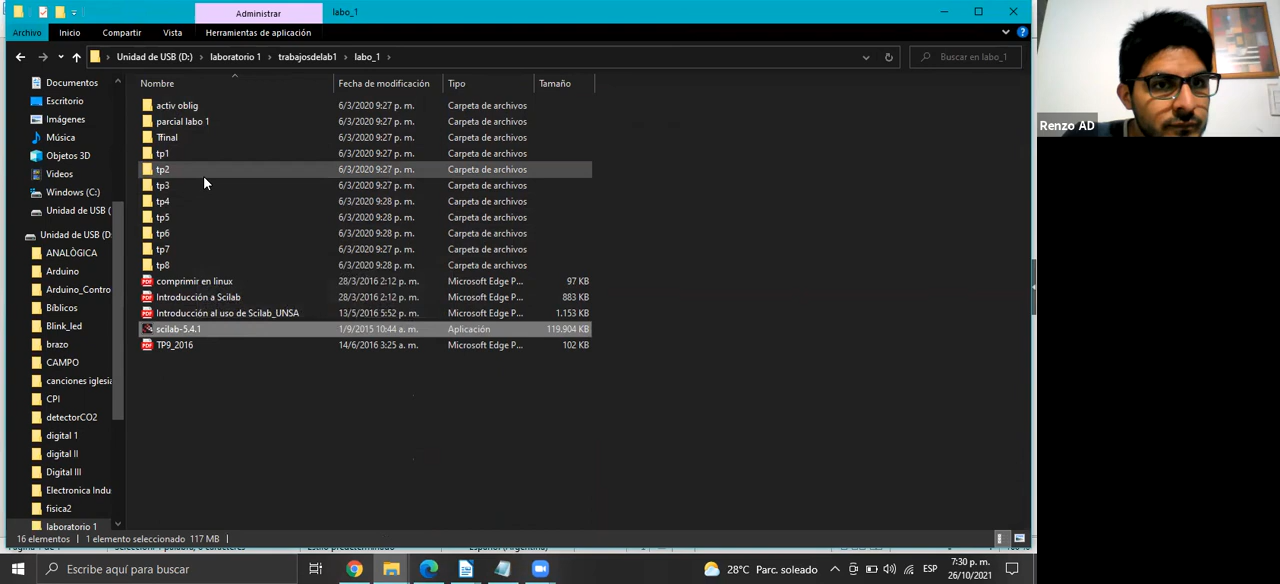 Administrar
labo_1
Archivo Inicio Compartir Vista Herramientas de aplicación
Unidad de USB (D:) > laboratorio 1 > trabajosdelab1 > labo_1 >
Buscar en labo_1
Documentos
Escritorio
Imágenes
Música
Objetos 3D
Videos
Windows (C:)
Unidad de USB (
Unidad de USB (D:
ANALÒGICA
Arduino
Arduino_Contro
Bíblicos
Blink_led
brazo
CAMPO
canciones iglesia
CPI
detectorCO2
digital 1
digital II
Digital III
Electronica Indu
fisica2
laboratorio 1
Nombre Fecha de modificación Tipo Tamaño
activ oblig 6/3/2020 9:27 p. m. Carpeta de archivos
parcial labo 1 6/3/2020 9:27 p. m. Carpeta de archivos
Tfinal 6/3/2020 9:27 p. m. Carpeta de archivos
tp1 6/3/2020 9:27 p. m. Carpeta de archivos
tp2 6/3/2020 9:27 p. m. Carpeta de archivos
tp3 6/3/2020 9:27 p. m. Carpeta de archivos
tp4 6/3/2020 9:28 p. m. Carpeta de archivos
tp5 6/3/2020 9:28 p. m. Carpeta de archivos
tp6 6/3/2020 9:28 p. m. Carpeta de archivos
tp7 6/3/2020 9:28 p. m. Carpeta de archivos
tp8 6/3/2020 9:28 p. m. Carpeta de archivos
comprimir en linux 28/3/2016 2:12 p. m. Microsoft Edge P... 97 KB
Introducción a Scilab 28/3/2016 2:12 p. m. Microsoft Edge P... 883 KB
Introducción al uso de Scilab_UNSA 13/5/2016 5:52 p. m. Microsoft Edge P... 1.153 KB
scilab-5.4.1 1/9/2015 10:44 a. m. Aplicación 119.904 KB
TP9_2016 14/6/2016 3:25 a. m. Microsoft Edge P... 102 KB
16 elementos 1 elemento seleccionado 117 MB
Renzo AD
Escribe aquí para buscar
28°C Parc. soleado
ESP
7:30 p. m.
26/10/2021